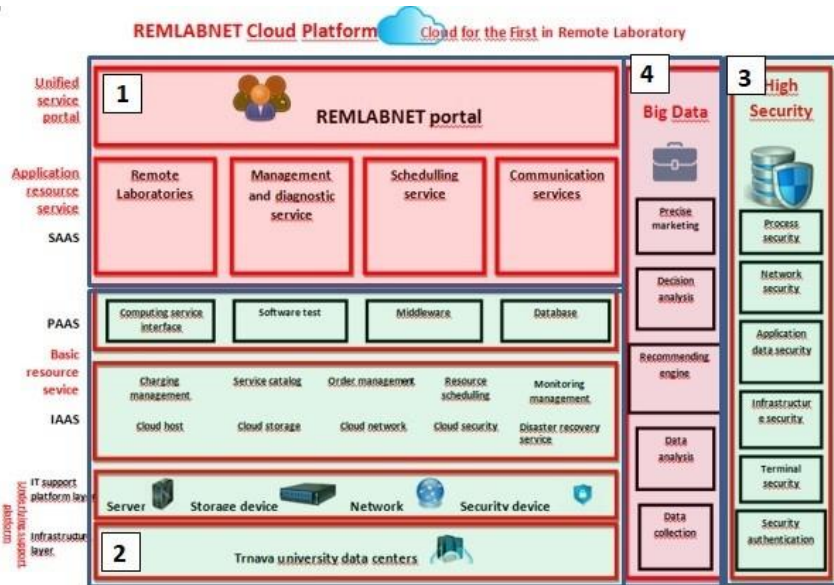 REMLABNET Cloud Platform
Cloud for the First in Remote Laboratory
Unified
service
portal
1
REMLABNET portal
Application
resource
service
SAAS
Remote
Laboratories
Management
and diagnostic
service
Schedulling
service
Communication
services
PAAS
Computing service
interface
Software test
Middleware
Database
Basic
resource
sevice
IAAS
Charging
management
Service catalog
Order management
Resource
schedulling
Monitoring
management
Cloud host
Cloud storage
Cloud network
Cloud security
Disaster recovery
service
Underlying support
platform
IT support
platform layer
Server
Storage device
Network
Security device
Infrastructur
layer
2
Trnava university data centers
4
Big Data
Precise
marketing
Decision
analysis
Recommending
engine
Data
analysis
Data
collection
3
High
Security
Process
security
Network
security
Application
data security
Infrastructur
e security
Terminal
security
Security
authentication